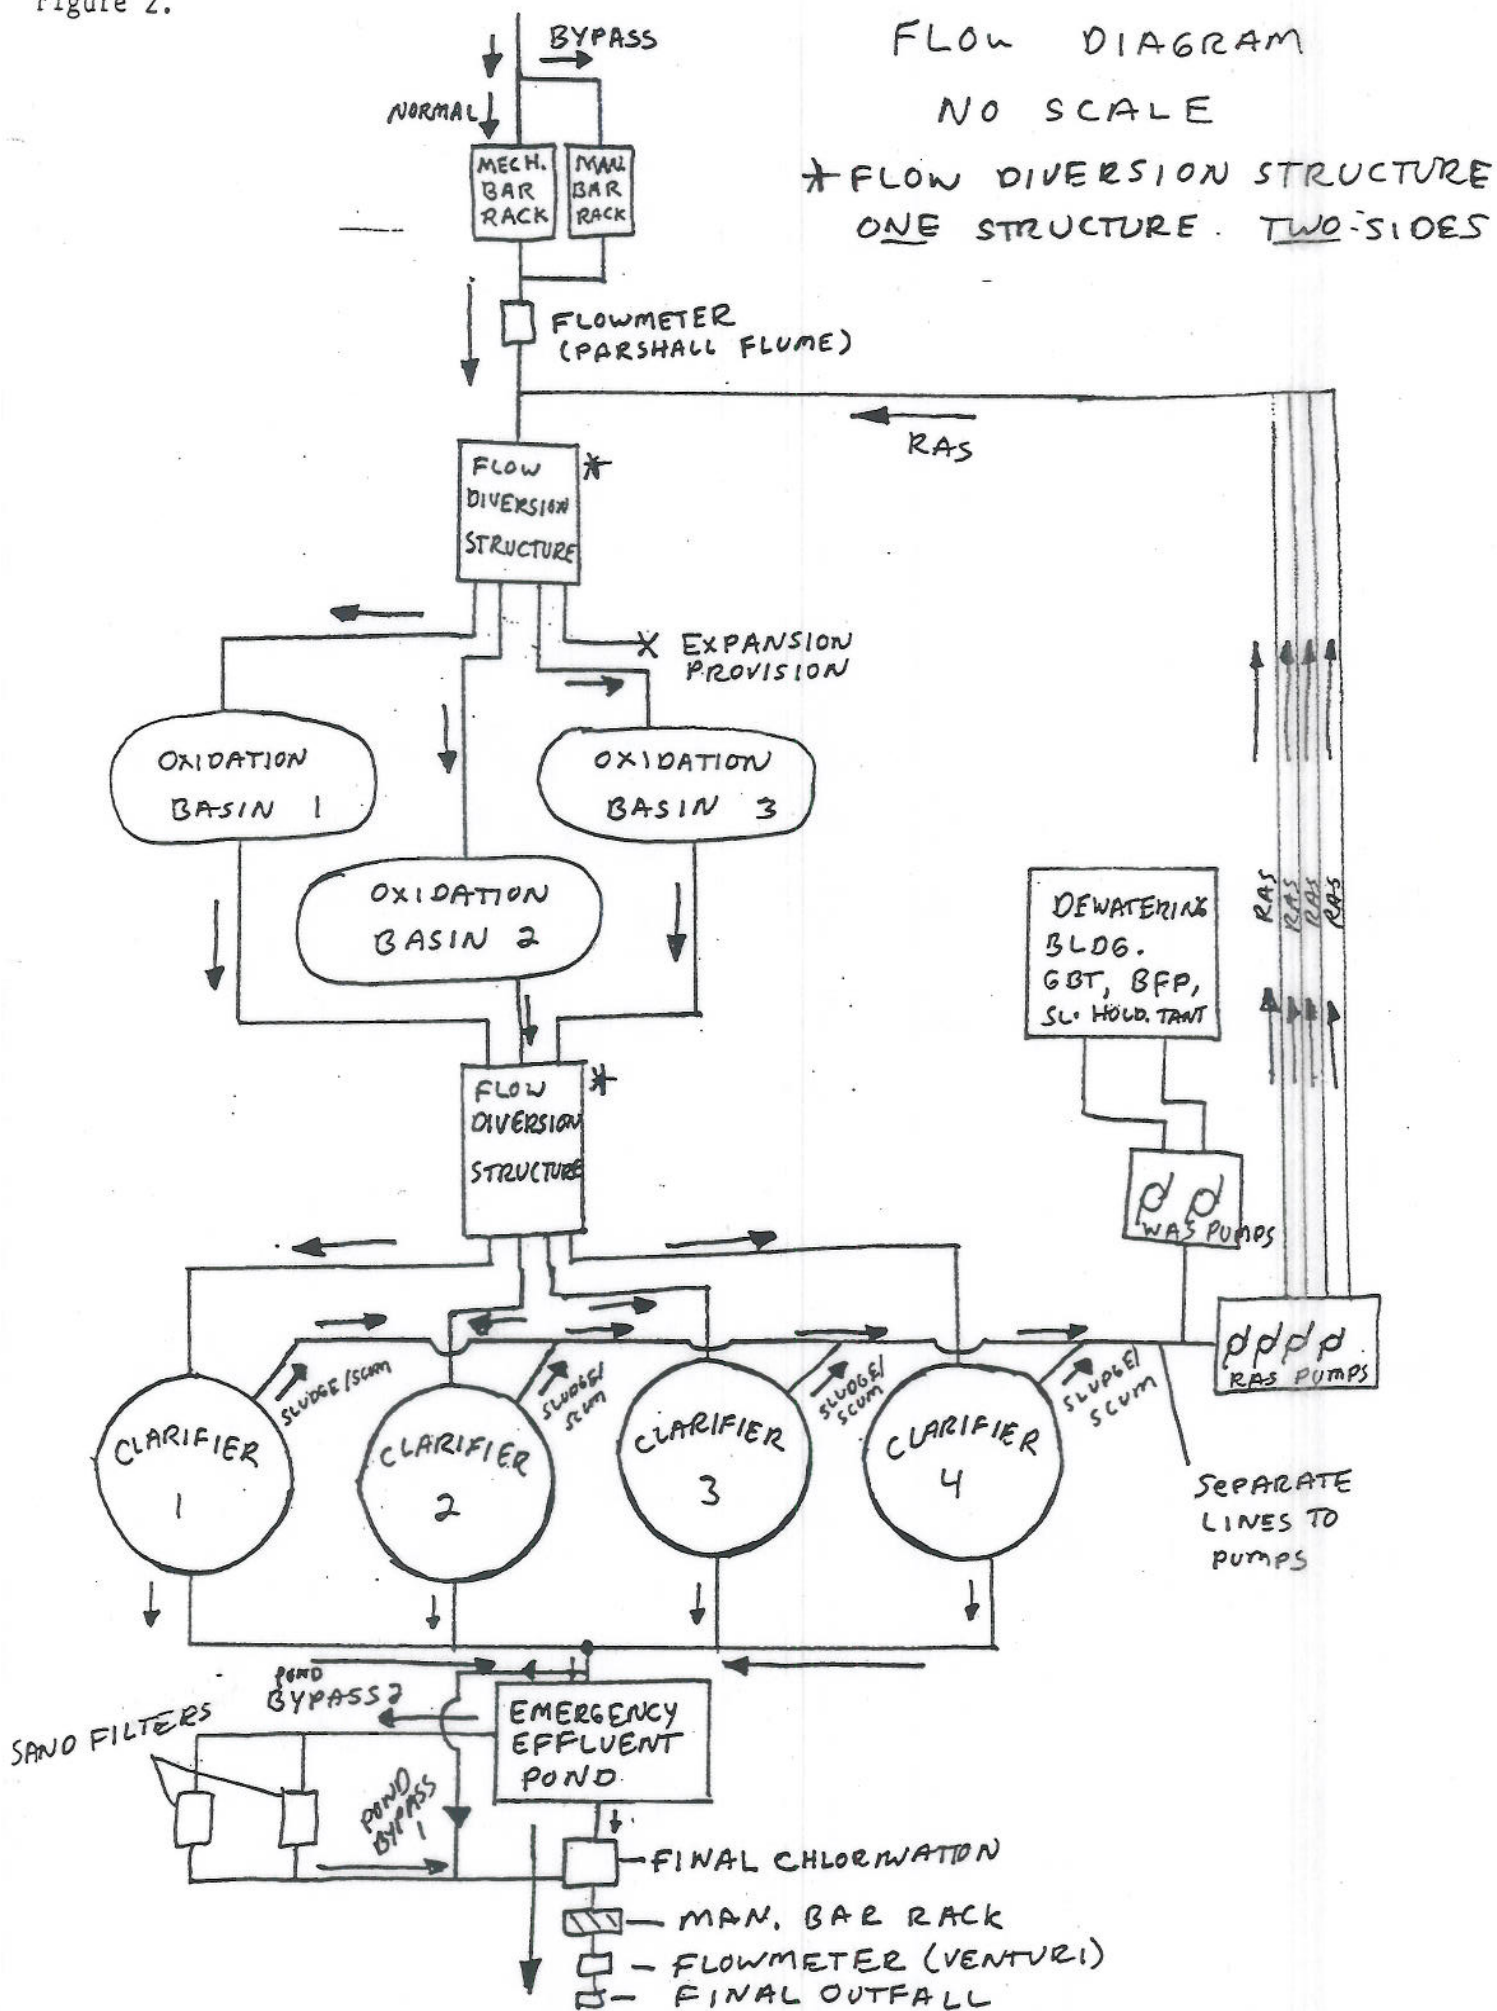 Figure 2.
FLOW DIAGRAM
NO SCALE
* FLOW DIVERSION STRUCTURE
ONE STRUCTURE. TWO-SIDES
BYPASS
NORMAL
MECH.
BAR
RACK
MAN.
BAR
RACK
FLOWMETER
(PARSHALL FLUME)
RAS
FLOW *
DIVERSION
STRUCTURE
X EXPANSION
PROVISION
OXIDATION
BASIN 1
OXIDATION
BASIN 3
OXIDATION
BASIN 2
RAS
RAS
RAS
RAS
DEWATERING
BLDG.
GBT, BFP,
SL. HOLD. TANT
FLOW *
DIVERSION
STRUCTURE
WAS PUMPS
RAS PUMPS
SLUDGE/SCUM
SLUDGE/
SCUM
SLUDGE/
SCUM
SLUDGE/
SCUM
CLARIFIER
1
CLARIFIER
2
CLARIFIER
3
CLARIFIER
4
SEPARATE
LINES TO
PUMPS
POND
BYPASS 2
SAND FILTERS
EMERGENCY
EFFLUENT
POND
POND
BYPASS
1
FINAL CHLORINATION
MAN. BAR RACK
FLOWMETER (VENTURI)
FINAL OUTFALL